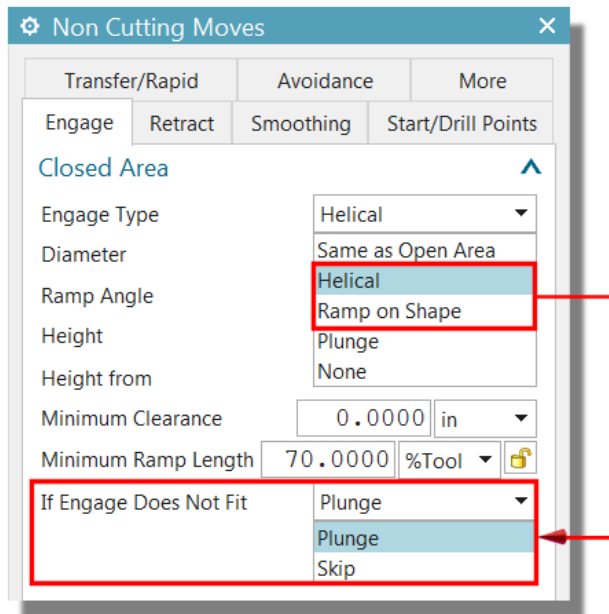 Non Cutting Moves
Transfer/Rapid Avoidance More
Engage Retract Smoothing Start/Drill Points
Closed Area
Engage Type Helical
Diameter Same as Open Area
Helical
Ramp Angle
Ramp on Shape
Height Plunge
Height from None
Minimum Clearance 0.0000 in
Minimum Ramp Length 70.0000 %Tool
If Engage Does Not Fit Plunge
Plunge
Skip